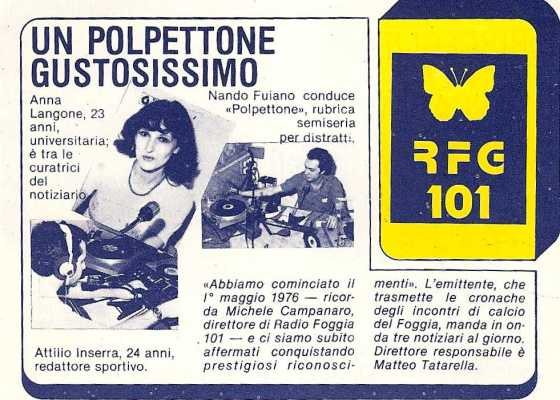 UN POLPETTONE
GUSTOSISSIMO
Anna
Langone, 23
anni,
universitaria;
è tra le
curatrici
del
notiziario
Nando Fuiano conduce
«Polpettone», rubrica
semiseria
per distratti.
Attilio Inserra, 24 anni,
redattore sportivo.
«Abbiamo cominciato il
1° maggio 1976 — ricor-
da Michele Campanaro,
direttore di Radio Foggia
101 — e ci siamo subito
affermati conquistando
prestigiosi riconosci-
menti». L'emittente, che
trasmette le cronache
degli incontri di calcio
del Foggia, manda in on-
da tre notiziari al giorno.
Direttore responsabile è
Matteo Tatarella.
RFG
101